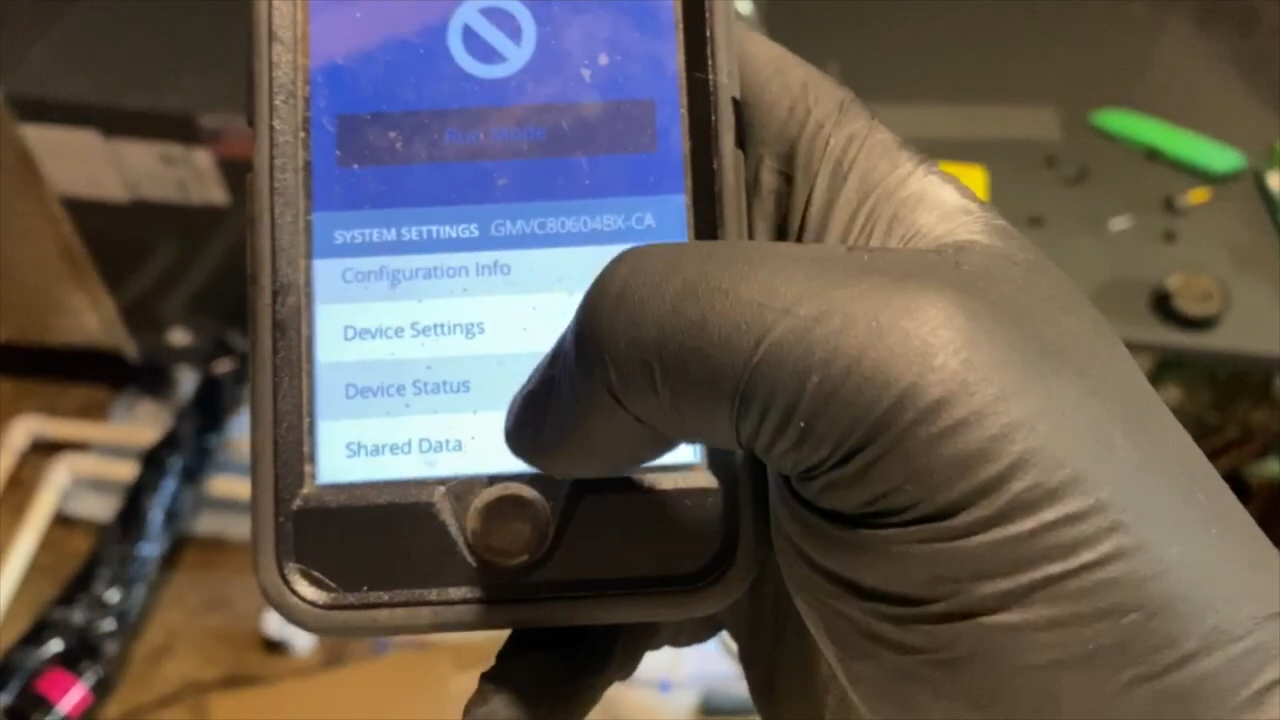 Run Mode
SYSTEM SETTINGS GMVC80604BX-CA
Configuration Info
Device Settings
Device Status
Shared Data